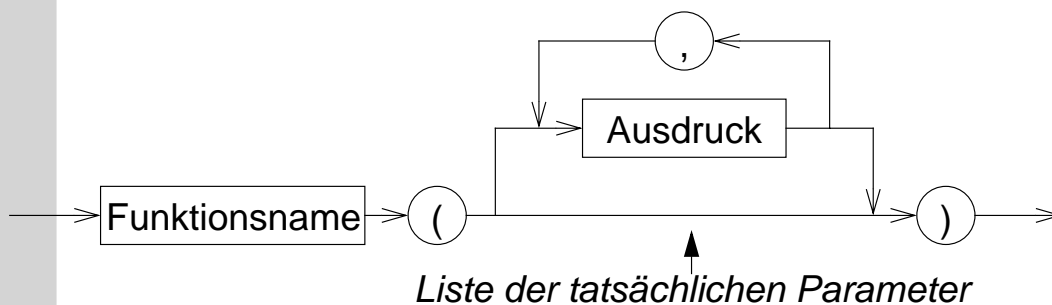 ,
Ausdruck
Funktionsname ( )
Liste der tatsächlichen Parameter